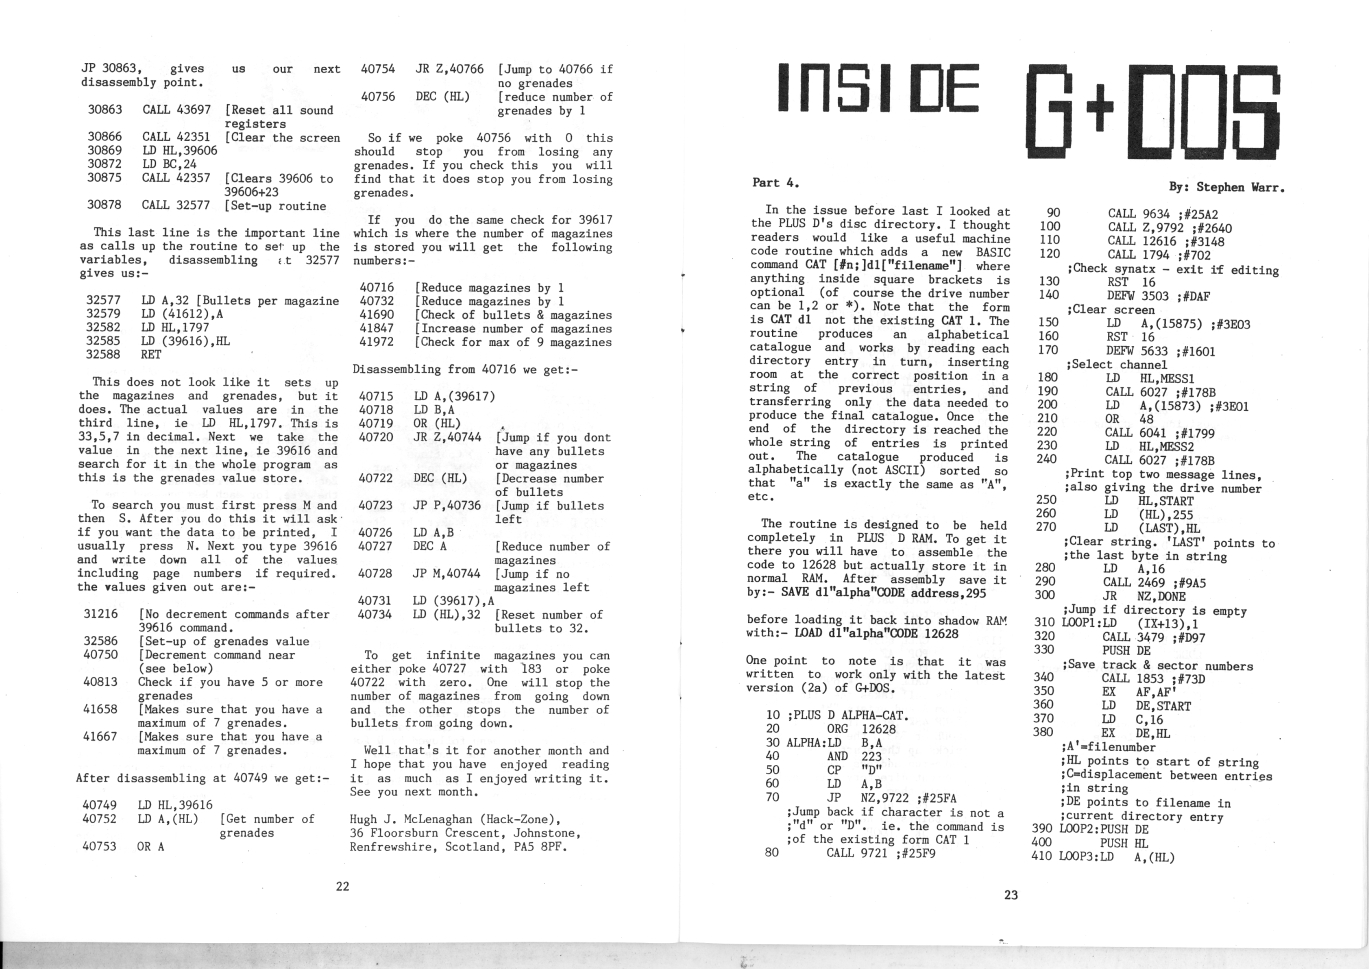 JP 30863, gives us our next
disassembly point.
30863 CALL 43697 [Reset all sound
registers
30866 CALL 42351 [Clear the screen
30869 LD HL,39606
30872 LD BC,24
30875 CALL 42357 [Clears 39606 to
39606+23
30878 CALL 32577 [Set-up routine
This last line is the important line
as calls up the routine to set up the
variables, disassembling at 32577
gives us:-
32577 LD A,32 [Bullets per magazine
32579 LD (41612),A
32582 LD HL,1797
32585 LD (39616),HL
32588 RET
This does not look like it sets up
the magazines and grenades, but it
does. The actual values are in the
third line, ie LD HL,1797. This is
33,5,7 in decimal. Next we take the
value in the next line, ie 39616 and
search for it in the whole program as
this is the grenades value store.
To search you must first press M and
then S. After you do this it will ask
if you want the data to be printed, I
usually press N. Next you type 39616
and write down all of the values
including page numbers if required.
the values given out are:-
31216 [No decrement commands after
39616 command.
32586 [Set-up of grenades value
40750 [Decrement command near
(see below)
40813 Check if you have 5 or more
grenades
41658 [Makes sure that you have a
maximum of 7 grenades.
41667 [Makes sure that you have a
maximum of 7 grenades.
After disassembling at 40749 we get:-
40749 LD HL,39616
40752 LD A,(HL) [Get number of
grenades
40753 OR A
40754 JR Z,40766 [Jump to 40766 if
no grenades
40756 DEC (HL) [reduce number of
grenades by 1
So if we poke 40756 with 0 this
should stop you from losing any
grenades. If you check this you will
find that it does stop you from losing
grenades.
If you do the same check for 39617
which is where the number of magazines
is stored you will get the following
numbers:-
40716 [Reduce magazines by 1
40732 [Reduce magazines by 1
41690 [Check of bullets & magazines
41847 [Increase number of magazines
41972 [Check for max of 9 magazines
Disassembling from 40716 we get:-
40715 LD A,(39617)
40718 LD B,A
40719 OR (HL)
40720 JR Z,40744 [Jump if you dont
have any bullets
or magazines
40722 DEC (HL) [Decrease number
of bullets
40723 JP P,40736 [Jump if bullets
left
40726 LD A,B
40727 DEC A [Reduce number of
magazines
40728 JP M,40744 [Jump if no
magazines left
40731 LD (39617),A
40734 LD (HL),32 [Reset number of
bullets to 32.
To get infinite magazines you can
either poke 40727 with 183 or poke
40722 with zero. One will stop the
number of magazines from going down
and the other stops the number of
bullets from going down.
Well that's it for another month and
I hope that you have enjoyed reading
it as much as I enjoyed writing it.
See you next month.
Hugh J. McLenaghan (Hack-Zone),
36 Floorsburn Crescent, Johnstone,
Renfrewshire, Scotland, PA5 8PF.
22
INSIDE G+DOS
Part 4.
By: Stephen Warr.
In the issue before last I looked at
the PLUS D's disc directory. I thought
readers would like a useful machine
code routine which adds a new BASIC
command CAT [#n;]d1["filename"] where
anything inside square brackets is
optional (of course the drive number
can be 1,2 or *). Note that the form
is CAT d1 not the existing CAT 1. The
routine produces an alphabetical
catalogue and works by reading each
directory entry in turn, inserting
room at the correct position in a
string of previous entries, and
transferring only the data needed to
produce the final catalogue. Once the
end of the directory is reached the
whole string of entries is printed
out. The catalogue produced is
alphabetically (not ASCII) sorted so
that "a" is exactly the same as "A",
etc.
The routine is designed to be held
completely in PLUS D RAM. To get it
there you will have to assemble the
code to 12628 but actually store it in
normal RAM. After assembly save it
by:- SAVE d1"alpha"CODE address,295
before loading it back into shadow RAM
with:- LOAD d1"alpha"CODE 12628
One point to note is that it was
written to work only with the latest
version (2a) of G+DOS.
10 ;PLUS D ALPHA-CAT.
20 ORG 12628
30 ALPHA:LD B,A
40 AND 223
50 CP "D"
60 LD A,B
70 JP NZ,9722 ;#25FA
;Jump back if character is not a
;"d" or "D". ie. the command is
;of the existing form CAT 1
80 CALL 9721 ;#25F9
90 CALL 9634 ;#25A2
100 CALL Z,9792 ;#2640
110 CALL 12616 ;#3148
120 CALL 1794 ;#702
;Check synatx - exit if editing
130 RST 16
140 DEFW 3503 ;#DAF
;Clear screen
150 LD A,(15875) ;#3E03
160 RST 16
170 DEFW 5633 ;#1601
;Select channel
180 LD HL,MESS1
190 CALL 6027 ;#178B
200 LD A,(15873) ;#3E01
210 OR 48
220 CALL 6041 ;#1799
230 LD HL,MESS2
240 CALL 6027 ;#178B
;Print top two message lines,
;also giving the drive number
250 LD HL,START
260 LD (HL),255
270 LD (LAST),HL
;Clear string. 'LAST' points to
;the last byte in string
280 LD A,16
290 CALL 2469 ;#9A5
300 JR NZ,DONE
;Jump if directory is empty
310 LOOP1:LD (IX+13),1
320 CALL 3479 ;#D97
330 PUSH DE
;Save track & sector numbers
340 CALL 1853 ;#73D
350 EX AF,AF'
360 LD DE,START
370 LD C,16
380 EX DE,HL
;A'=filenumber
;HL points to start of string
;C=displacement between entries
;in string
;DE points to filename in
;current directory entry
390 LOOP2:PUSH DE
400 PUSH HL
410 LOOP3:LD A,(HL)
23